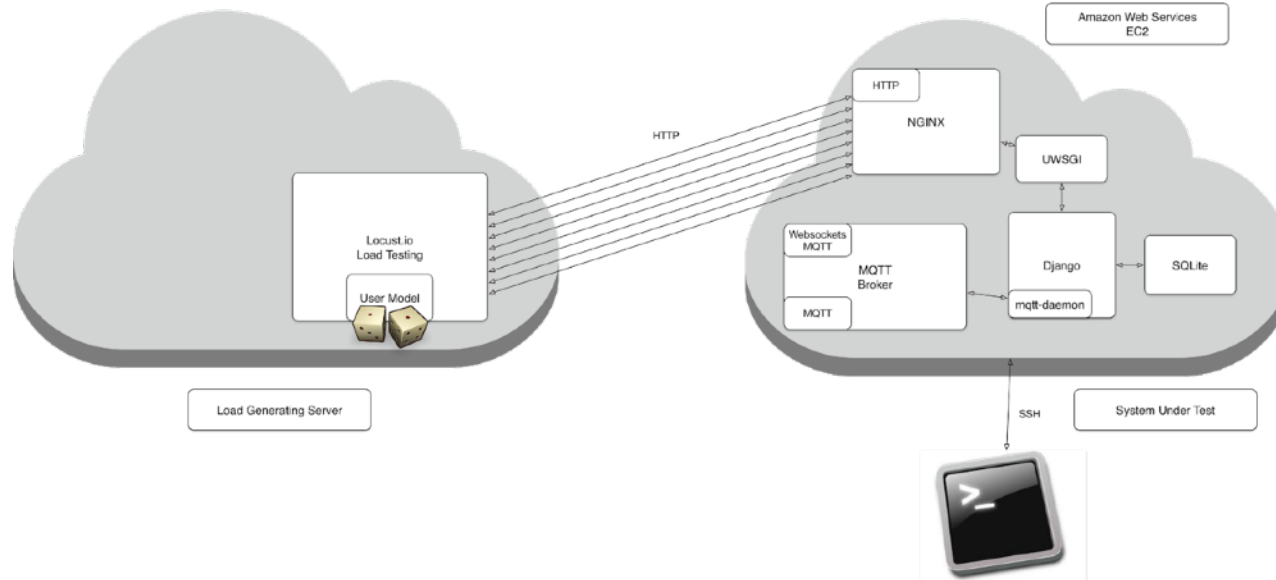 Amazon Web Services
EC2
HTTP
NGINX
HTTP
UWSGI
Locust.io
Load Testing
User Model
Websockets
MQTT
MQTT
Broker
MQTT
Django
mqtt-daemon
SQLite
Load Generating Server
SSH
System Under Test
>_